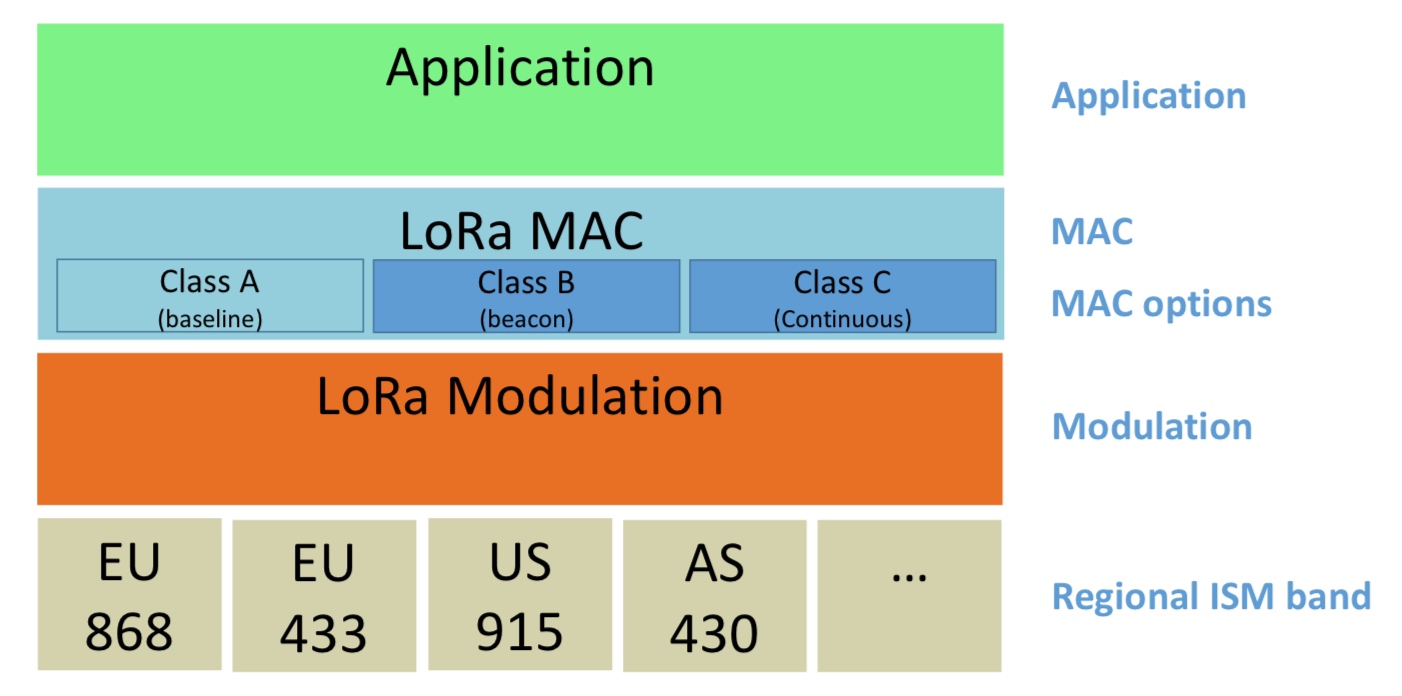 Application
Application
LoRa MAC
MAC
Class A
(baseline)
Class B
(beacon)
Class C
(Continuous)
MAC options
LoRa Modulation
Modulation
EU
868
EU
433
US
915
AS
430
...
Regional ISM band